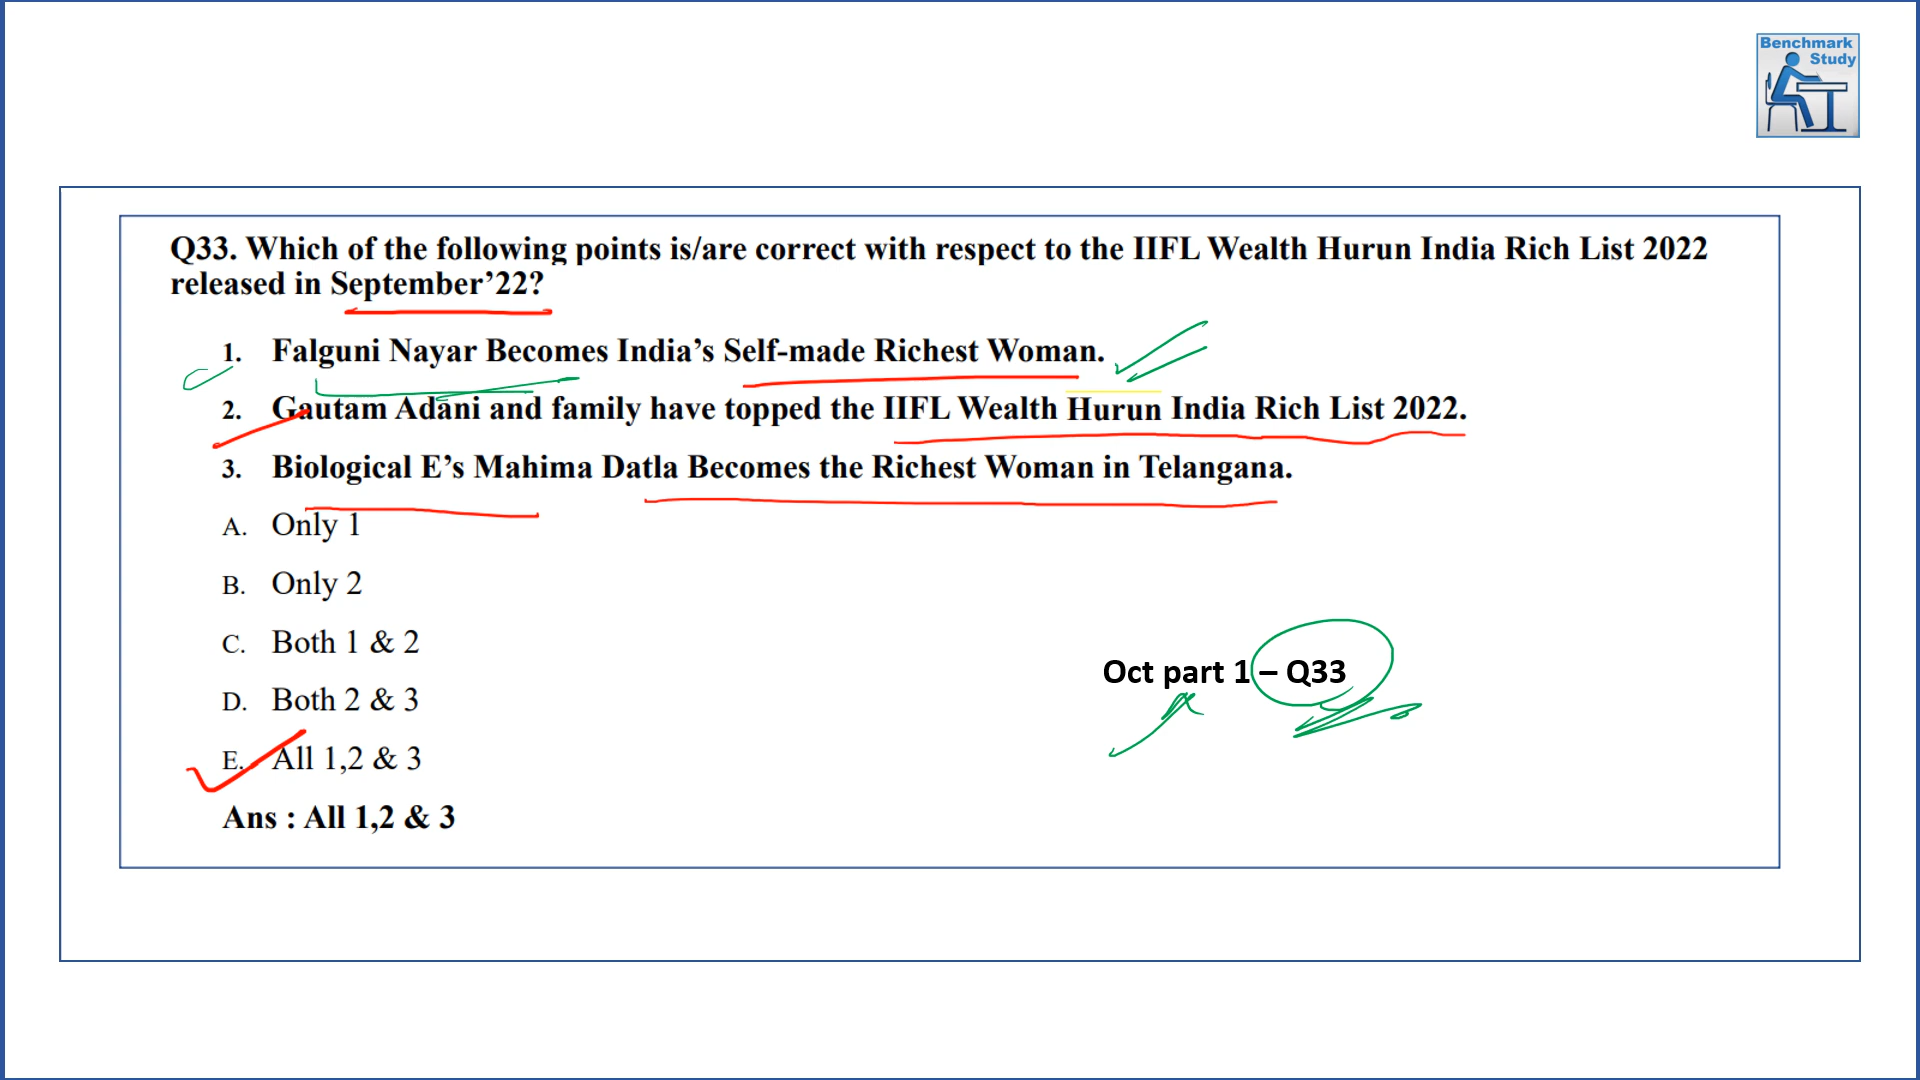 Benchmark
Study
Q33. Which of the following points is/are correct with respect to the IIFL Wealth Hurun India Rich List 2022
released in September’22?
1. Falguni Nayar Becomes India’s Self-made Richest Woman.
2. Gautam Adani and family have topped the IIFL Wealth Hurun India Rich List 2022.
3. Biological E’s Mahima Datla Becomes the Richest Woman in Telangana.
A. Only 1
B. Only 2
C. Both 1 & 2
Oct part 1 – Q33
D. Both 2 & 3
E. All 1,2 & 3
Ans : All 1,2 & 3